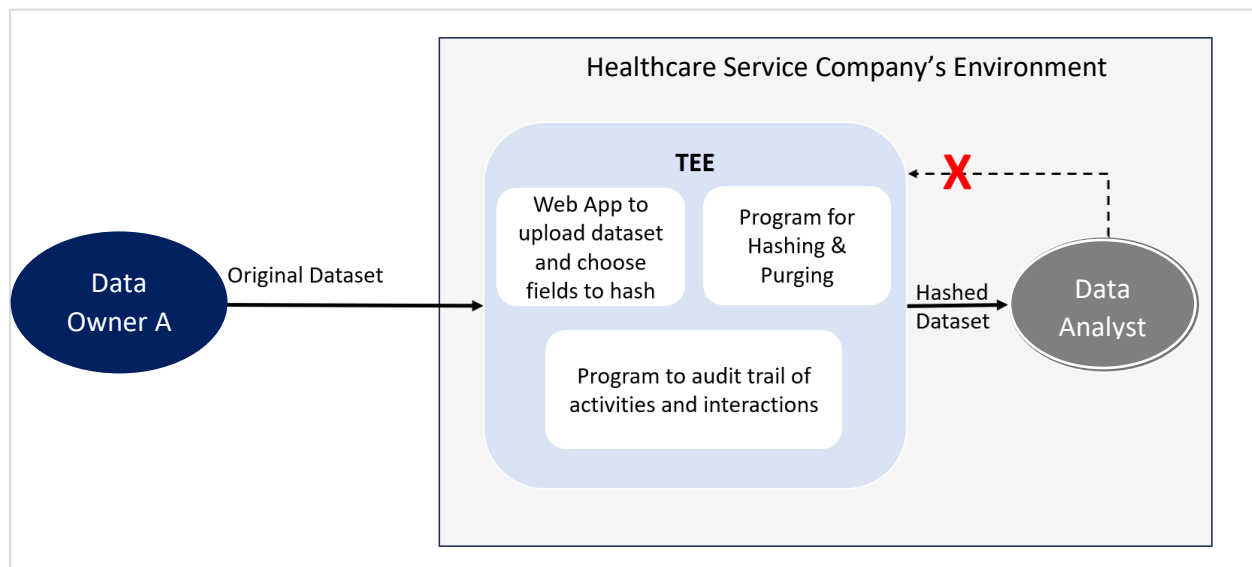 Healthcare Service Company's Environment
TEE
Web App to
upload dataset
and choose
fields to hash
Program for
Hashing &
Purging
X
Data
Owner A
Original Dataset
Hashed
Dataset
Data
Analyst
Program to audit trail of
activities and interactions